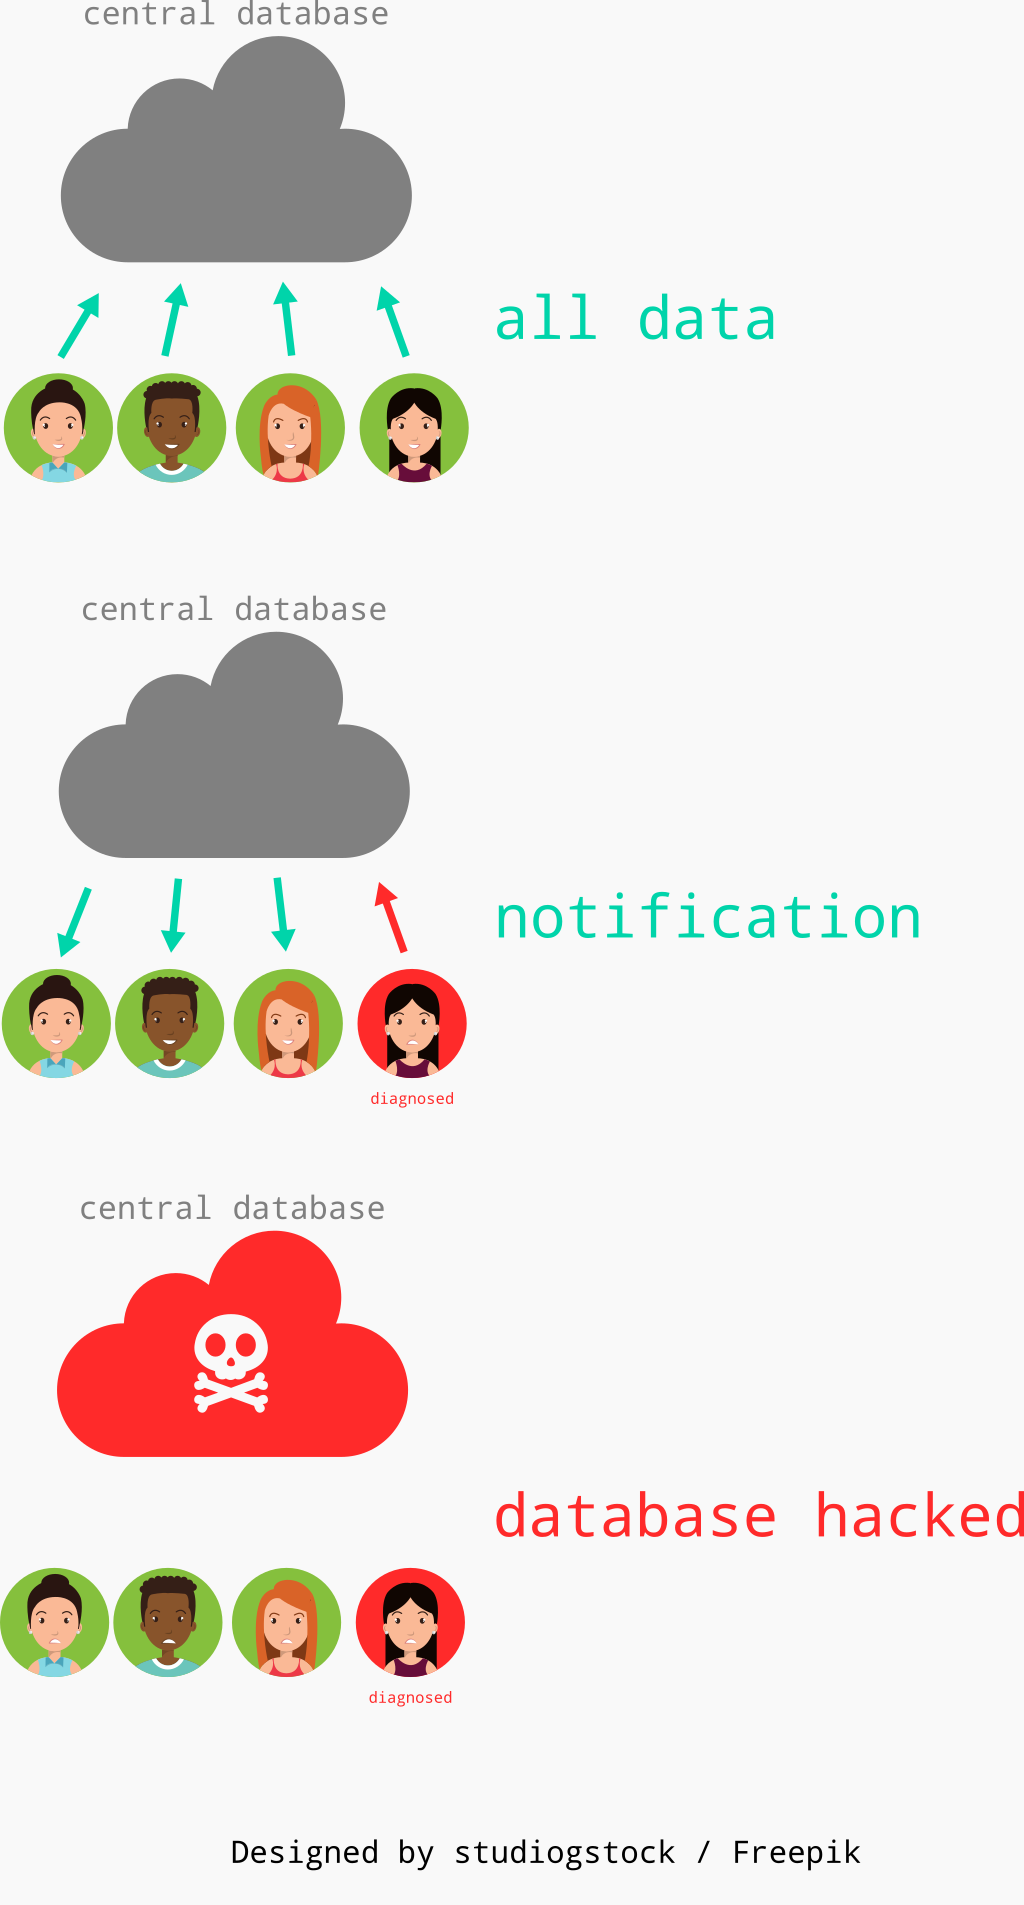 central database
all data
central database
notification
diagnosed
central database
database hacked
diagnosed
Designed by studiogstock / Freepik